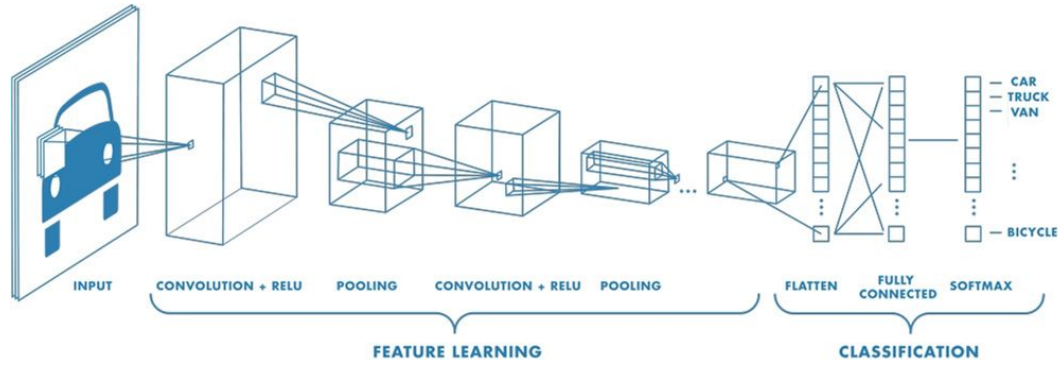 CAR
TRUCK
VAN
BICYCLE
INPUT
CONVOLUTION + RELU
POOLING
CONVOLUTION + RELU
POOLING
FLATTEN
FULLY
CONNECTED
SOFTMAX
FEATURE LEARNING
CLASSIFICATION